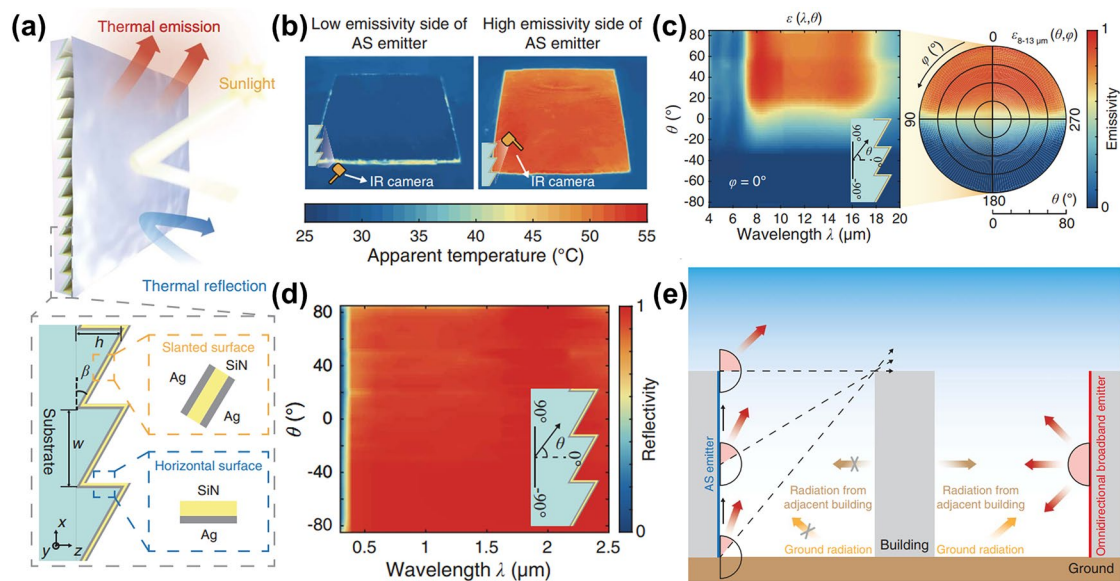 (a)
Thermal emission
Sunlight
Thermal reflection
h
β
w
Substrate
x
y
z
Slanted surface
SiN
Ag
Ag
Horizontal surface
SiN
Ag
(b)
Low emissivity side of
AS emitter
High emissivity side of
AS emitter
IR camera
IR camera
25 30 35 40 45 50 55
Apparent temperature (°C)
(c)
ε (λ,θ)
80
60
40
20
0
-20
-40
-60
-80
θ (°)
φ = 0°
90°
θ
0°
-90°
4 6 8 10 12 14 16 18 20
Wavelength λ (μm)
ε8-13 μm (θ,φ)
φ (°)
0
90
270
180
θ (°)
0 80
1
Emissivity
0
(d)
80
40
0
-40
-80
θ (°)
90°
θ
0°
-90°
0.5 1 1.5 2 2.5
Wavelength λ (μm)
1
Reflectivity
0
(e)
AS emitter
Radiation from
adjacent building
Ground radiation
Building
Radiation from
adjacent building
Ground radiation
Omnidirectional broadband emitter
Ground